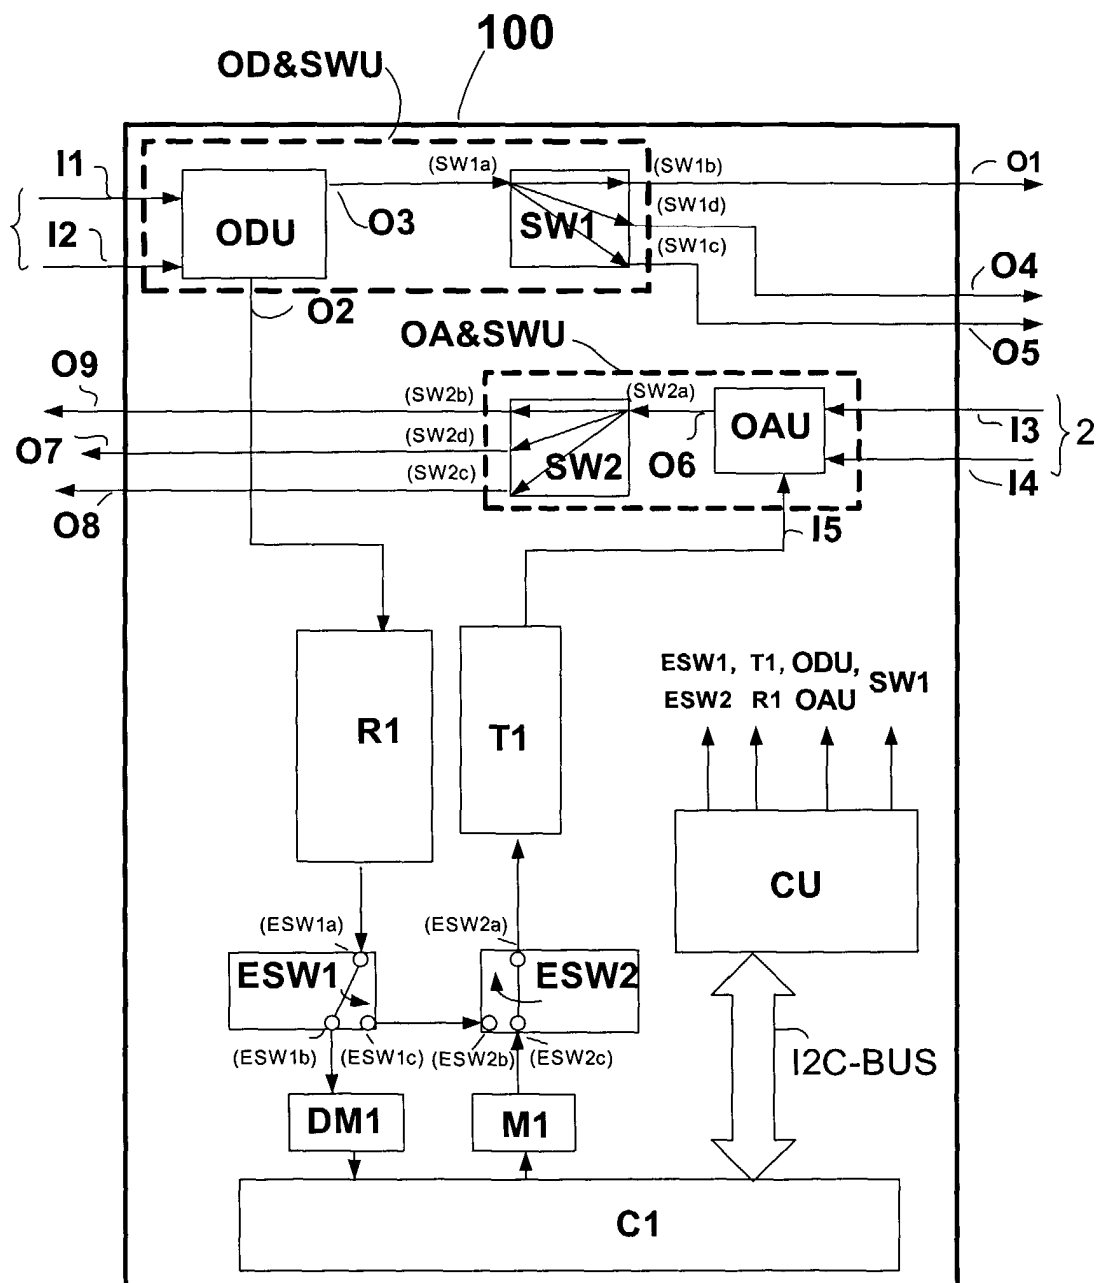 100
OD&SWU
I1
I2
ODU
O3
(SW1a)
SW1
(SW1b)
(SW1d)
(SW1c)
O1
O4
O5
O2
OA&SWU
O9
O7
O8
(SW2b)
(SW2d)
(SW2c)
(SW2a)
SW2
O6
OAU
I3
I4
2
I5
R1
T1
ESW1, T1, ODU, SW1
ESW2 R1 OAU
CU
(ESW1a)
(ESW2a)
ESW1
ESW2
(ESW1b)
(ESW1c)
(ESW2b)
(ESW2c)
I2C-BUS
DM1
M1
C1